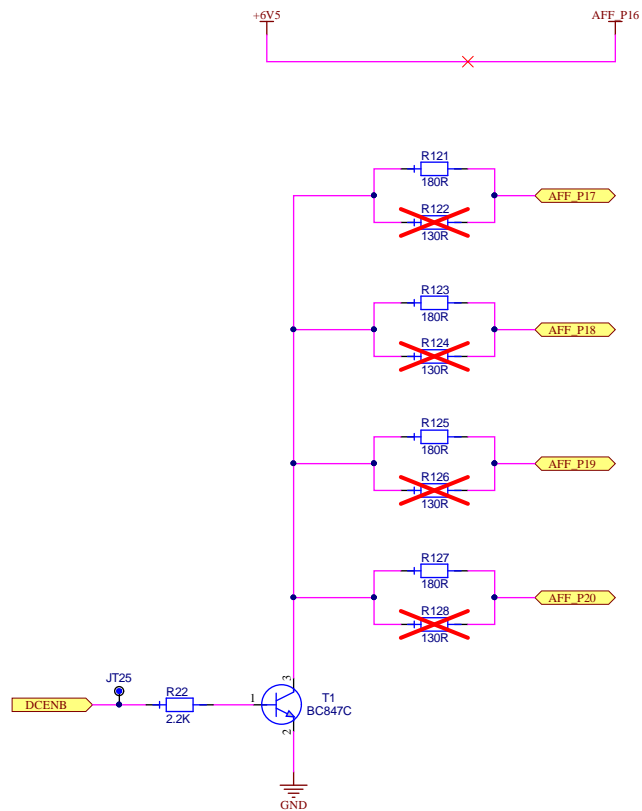 +6V5
AFF_P16
R121
180R
AFF_P17
R122
130R
R123
180R
AFF_P18
R124
130R
R125
180R
AFF_P19
R126
130R
R127
180R
AFF_P20
R128
130R
JT25
3
DCENB
R22
2.2K
1
T1
BC847C
2
GND